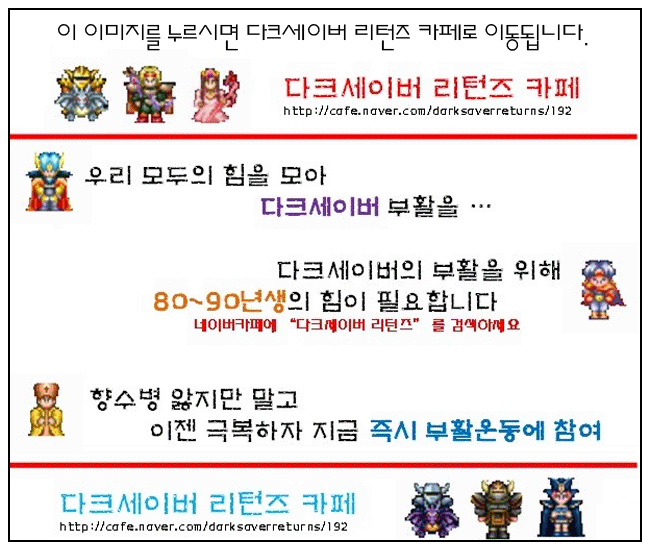 이 이미지를 누르시면 다크세이버 리턴즈 카페로 이동됩니다.
다크세이버 리턴즈 카페
http://cafe.naver.com/darksaverreturns/192
우리 모두의 힘을 모아
다크세이버 부활을 …
다크세이버의 부활을 위해
80~90년생의 힘이 필요합니다
네이버카페에 “다크세이버 리턴즈” 를 검색하세요
향수병 앓지만 말고
이젠 극복하자 지금 즉시 부활운동에 참여
다크세이버 리턴즈 카페
http://cafe.naver.com/darksaverreturns/192